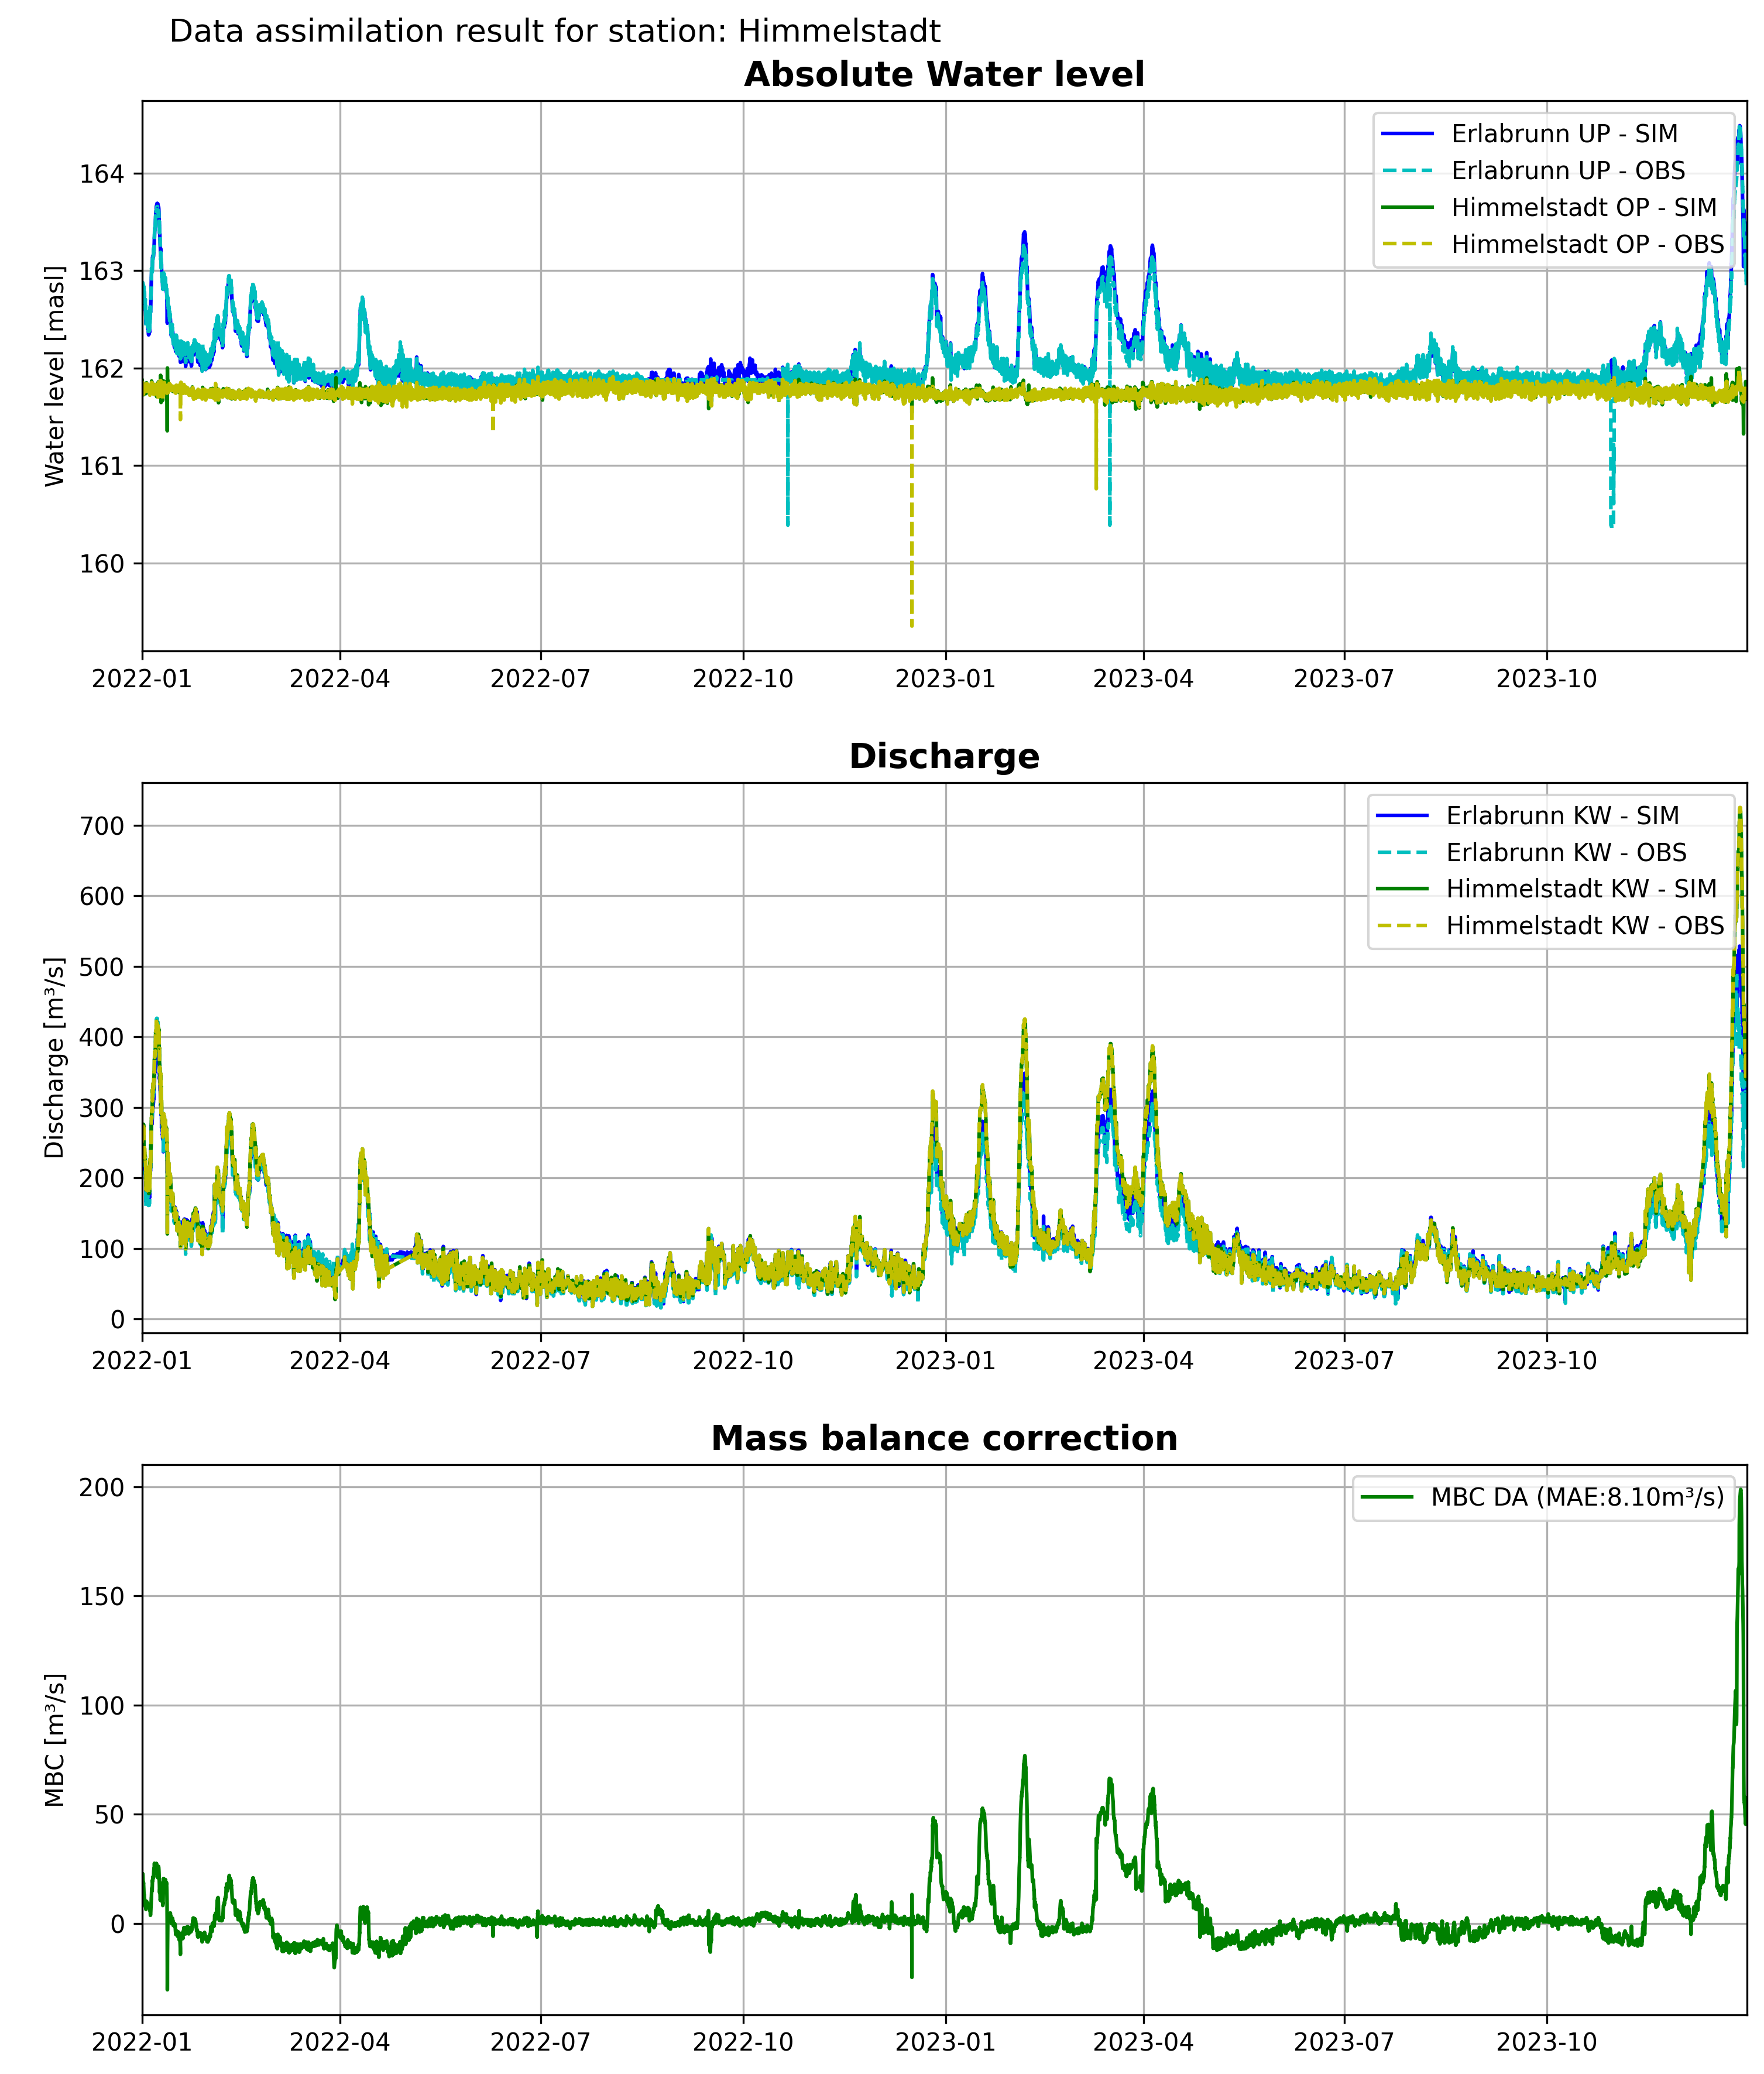 Data assimilation result for station: Himmelstadt
Absolute Water level
Water level [masl]
164
163
162
161
160
Erlabrunn UP - SIM
Erlabrunn UP - OBS
Himmelstadt OP - SIM
Himmelstadt OP - OBS
2022-01 2022-04 2022-07 2022-10 2023-01 2023-04 2023-07 2023-10
Discharge
Discharge [m³/s]
700
600
500
400
300
200
100
0
Erlabrunn KW - SIM
Erlabrunn KW - OBS
Himmelstadt KW - SIM
Himmelstadt KW - OBS
2022-01 2022-04 2022-07 2022-10 2023-01 2023-04 2023-07 2023-10
Mass balance correction
MBC [m³/s]
200
150
100
50
0
MBC DA (MAE:8.10m³/s)
2022-01 2022-04 2022-07 2022-10 2023-01 2023-04 2023-07 2023-10